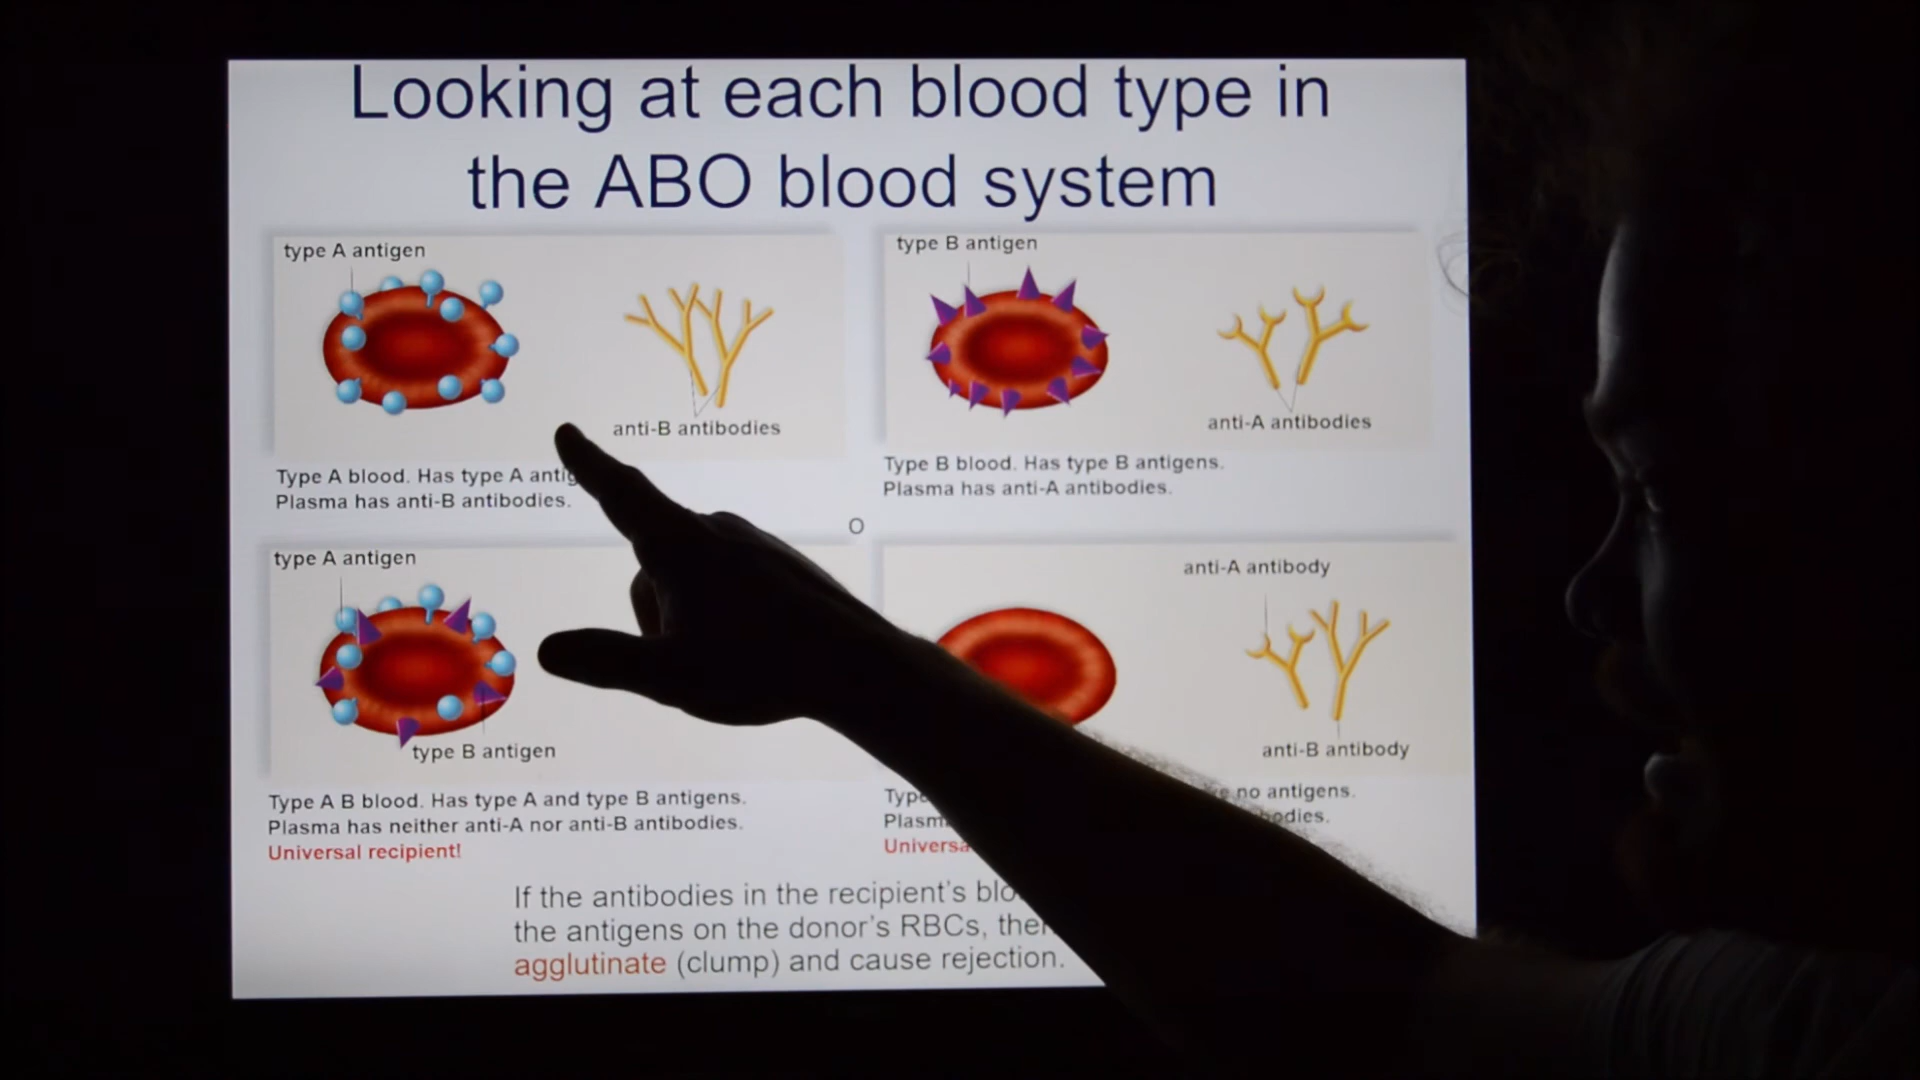 Looking at each blood type in
the ABO blood system
type A antigen
anti-B antibodies
Type A blood. Has type A
Plasma has anti-B antibodies.
type B antigen
anti-A antibodies
Type B blood. Has type B antigens.
Plasma has anti-A antibodies.
O
type A antigen
type B antigen
Type A B blood. Has type A and type B antigens.
Plasma has neither anti-A nor anti-B antibodies.
Universal recipient!
anti-A antibody
anti-B antibody
no antigens.
If the antibodies in the recipient's
the antigens on the donor's RBCs,
agglutinate (clump) and cause rejection.